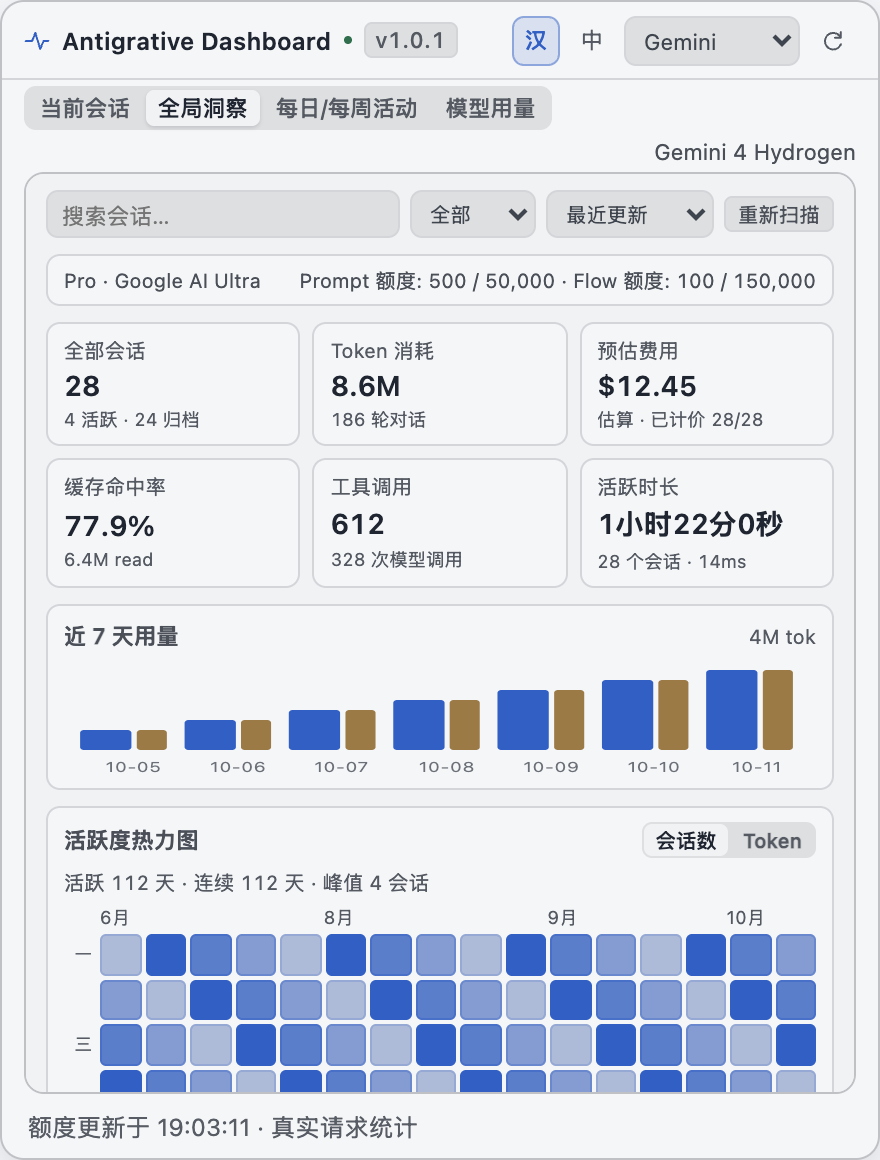 Antigrative Dashboard v1.0.1 汉 中 Gemini
当前会话 全局洞察 每日/每周活动 模型用量
Gemini 4 Hydrogen
搜索会话... 全部 最近更新 重新扫描
Pro · Google AI Ultra Prompt 额度: 500 / 50,000 · Flow 额度: 100 / 150,000
全部会话
28
4 活跃 · 24 归档
Token 消耗
8.6M
186 轮对话
预估费用
$12.45
估算 · 已计价 28/28
缓存命中率
77.9%
6.4M read
工具调用
612
328 次模型调用
活跃时长
1小时22分0秒
28 个会话 · 14ms
近 7 天用量 4M tok
10-05 10-06 10-07 10-08 10-09 10-10 10-11
活跃度热力图 会话数 Token
活跃 112 天 · 连续 112 天 · 峰值 4 会话
6月 8月 9月 10月
一
三
额度更新于 19:03:11 · 真实请求统计